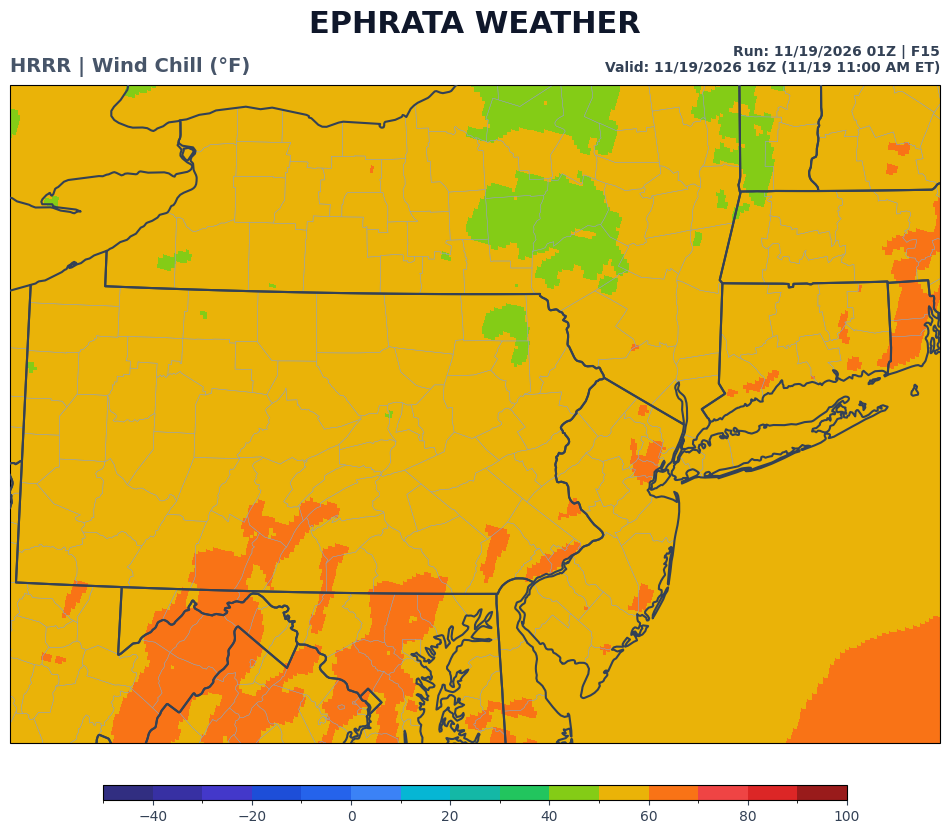 EPHRATA WEATHER
HRRR | Wind Chill (°F)
Run: 11/19/2026 01Z | F15
Valid: 11/19/2026 16Z (11/19 11:00 AM ET)
−40 −20 0 20 40 60 80 100